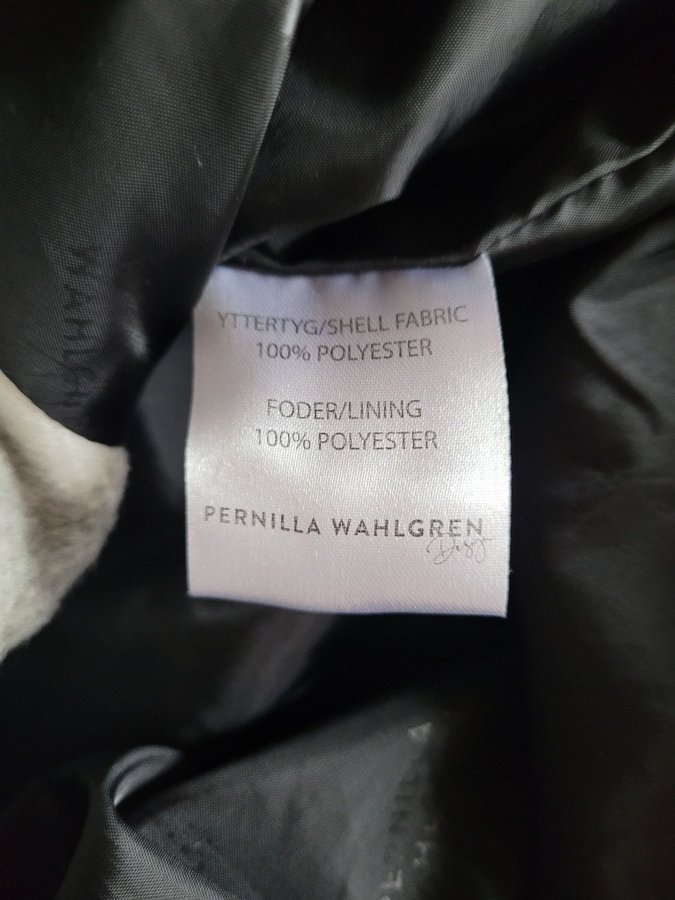 YTTERTYG/SHELL FABRIC
100% POLYESTER
FODER/LINING
100% POLYESTER
PERNILLA WAHLGREN